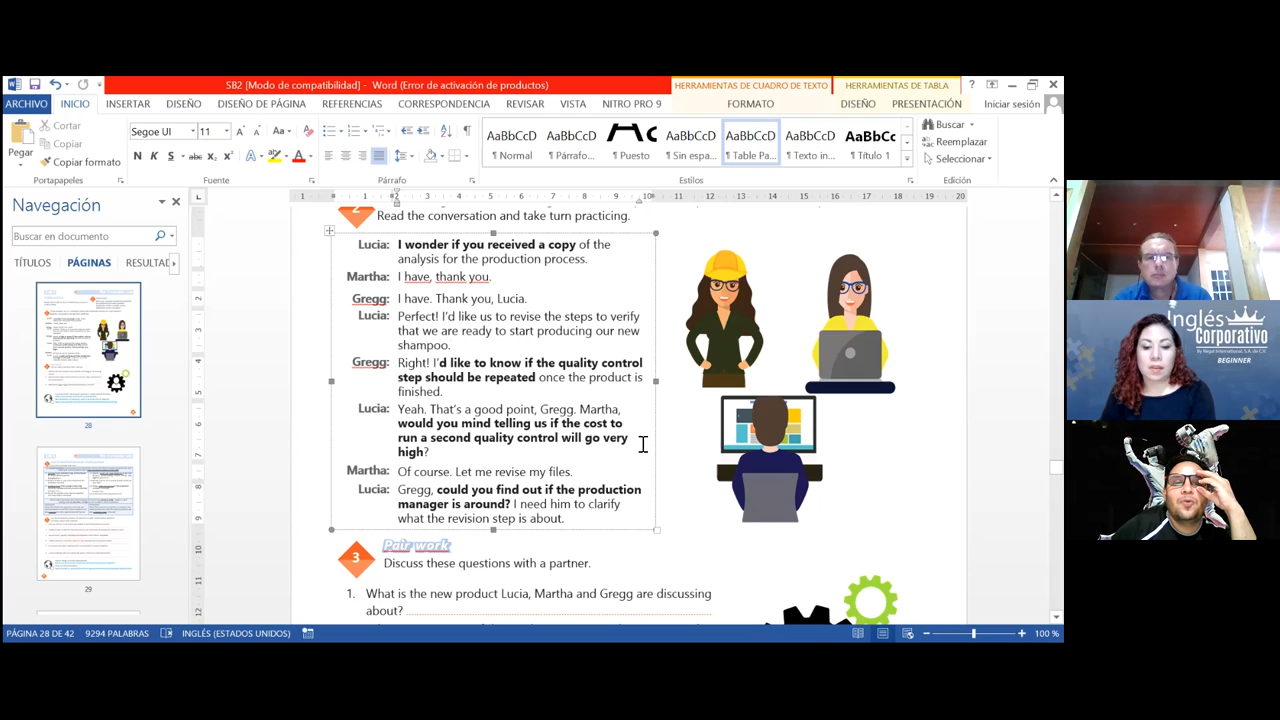 SB2 [Modo de compatibilidad] - Word (Error de activación de productos)
HERRAMIENTAS DE CUADRO DE TEXTO
HERRAMIENTAS DE TABLA
ARCHIVO
INICIO
INSERTAR
DISEÑO
DISEÑO DE PÁGINA
REFERENCIAS
CORRESPONDENCIA
REVISAR
VISTA
NITRO PRO 9
FORMATO
DISEÑO
PRESENTACIÓN
Iniciar sesión
Pegar
Cortar
Copiar
Copiar formato
Portapapeles
Segoe UI
11
Fuente
Párrafo
AaBbCcD
¶ Normal
AaBbCcD
¶ Párrafo...
¶ Puesto
AaBbCcD
¶ Sin espa...
AaBbCcD
¶ Table Pa...
AaBbCcD
¶ Texto in...
AaBbCc
¶ Título 1
Estilos
Buscar
Reemplazar
Seleccionar
Edición
Navegación
Buscar en documento
TÍTULOS
PÁGINAS
RESULTAD
28
29
2
Read the conversation and take turn practicing.
Lucia: I wonder if you received a copy of the
analysis for the production process.
Martha: I have, thank you.
Gregg: I have. Thank you, Lucia.
Lucia: Perfect! I'd like us to revise the steps to verify
that we are ready to start producing our new
shampoo.
Gregg: Right! I'd like to know if the quality control
step should be repeated once the product is
finished.
Lucia: Yeah. That's a good point, Gregg. Martha,
would you mind telling us if the cost to
run a second quality control will go very
high?
Martha: Of course. Let me revise my files.
Lucia: Gregg, could you find out if the production
manager is around? I need him to clarify
what the revision step is about.
3
Pair work
Discuss these questions with a partner.
1. What is the new product Lucia, Martha and Gregg are discussing
about?
PÁGINA 28 DE 42
9294 PALABRAS
INGLÉS (ESTADOS UNIDOS)
100 %
Inglés
Corporativo
By Regal International, S.A. de C.V.
BEGINNER